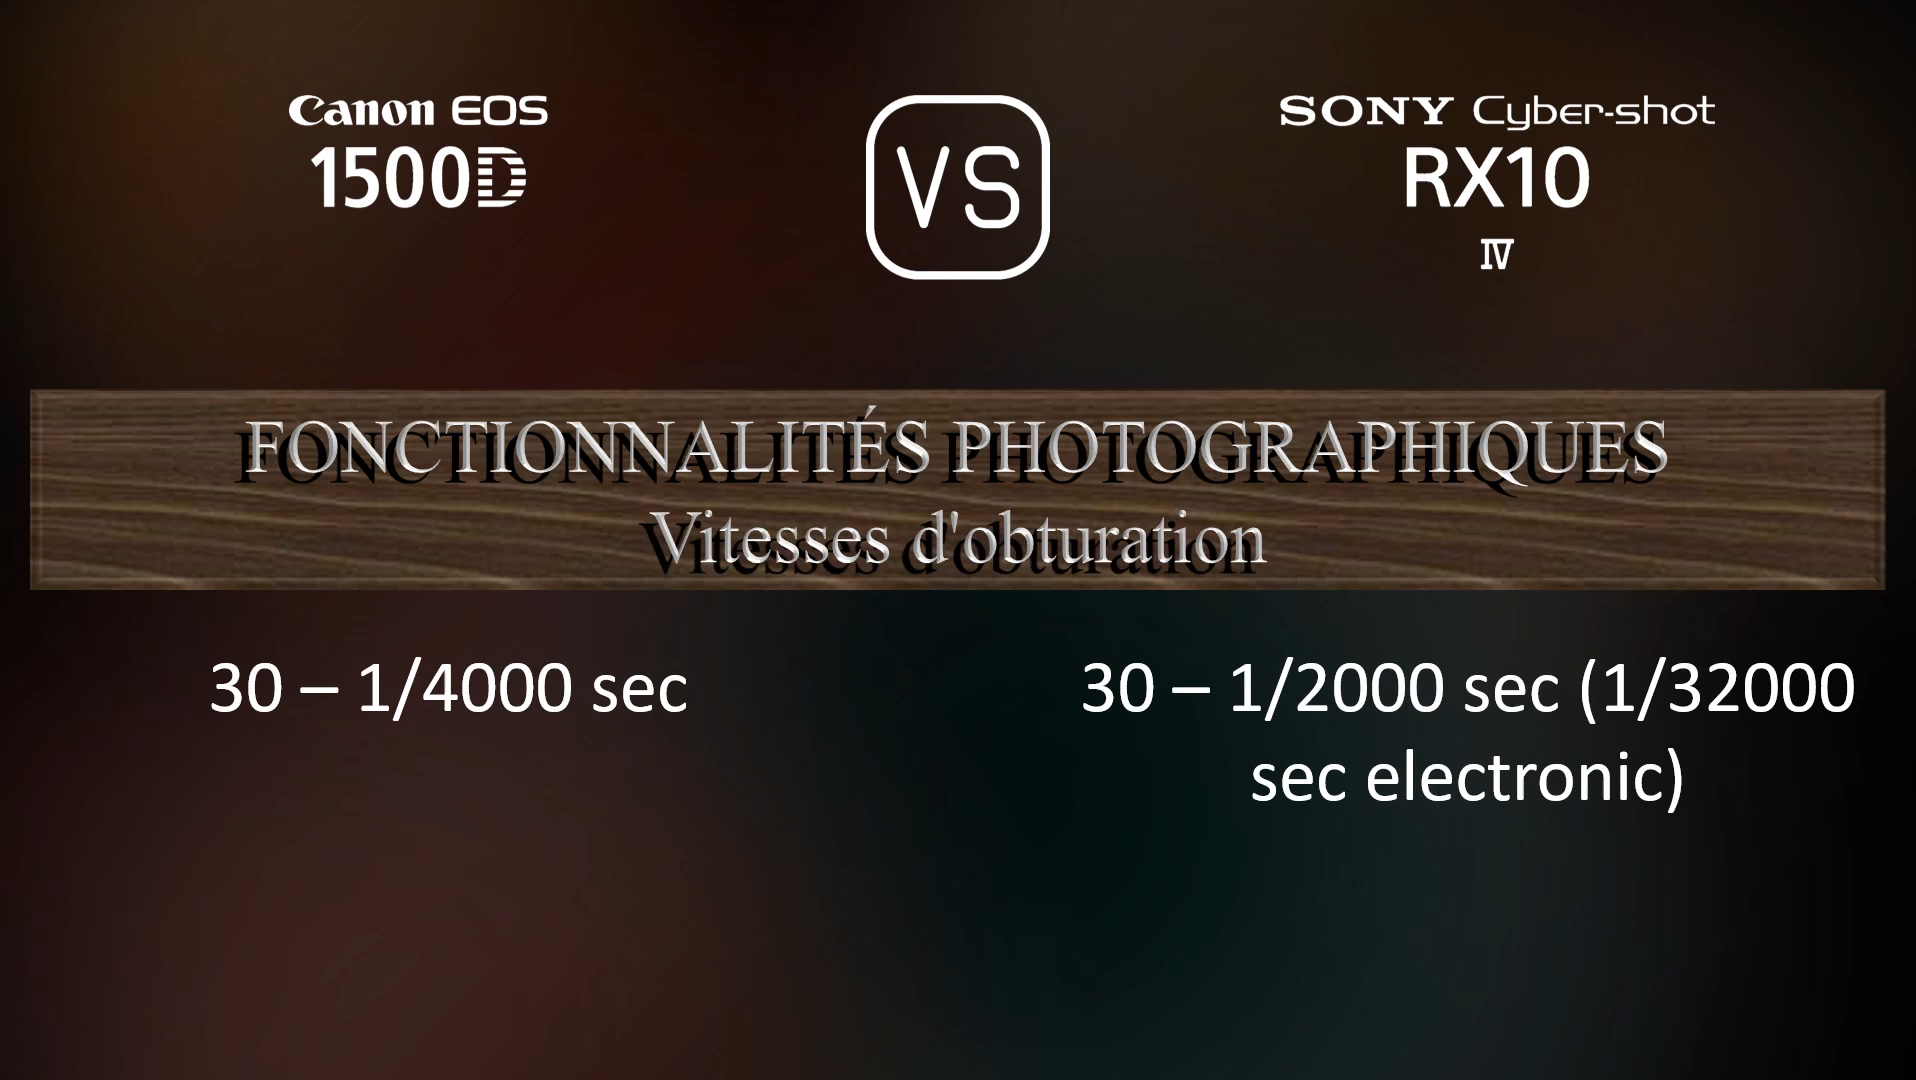 Canon EOS
1500D
VS
SONY Cyber-shot
RX10
IV
FONCTIONNALITÉS PHOTOGRAPHIQUES
Vitesses d'obturation
30 – 1/4000 sec
30 – 1/2000 sec (1/32000
sec electronic)